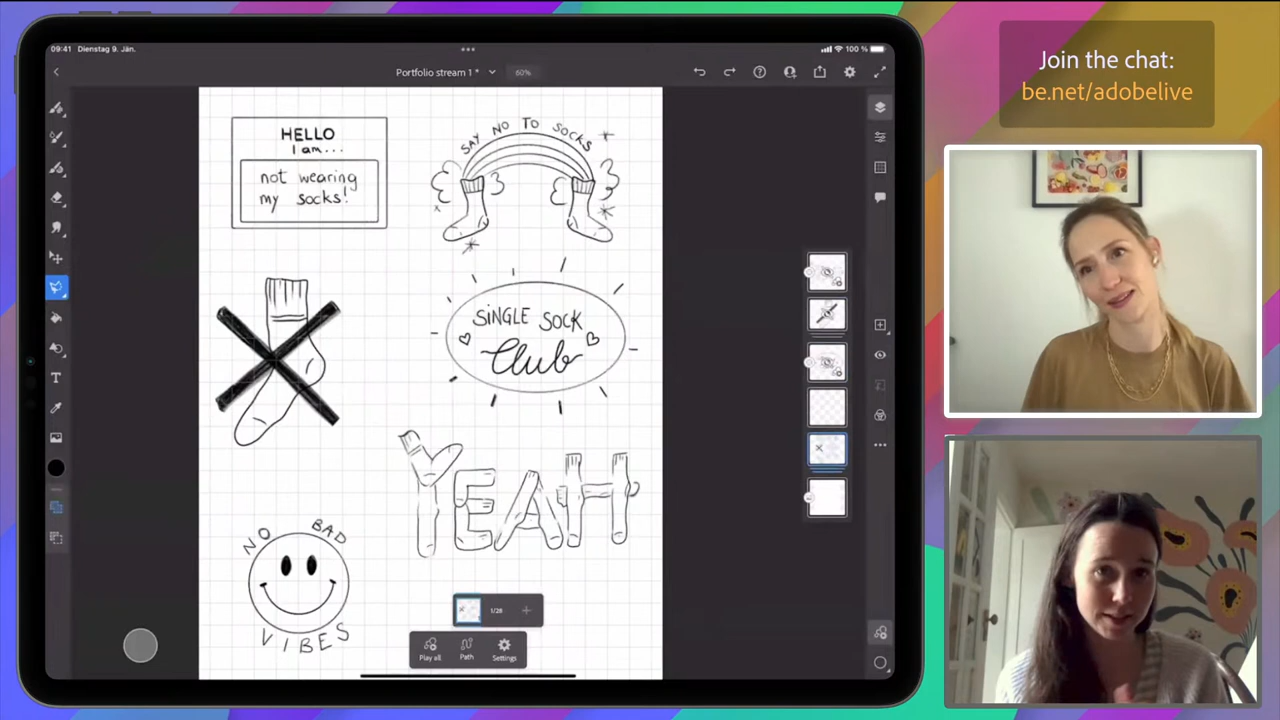 09:41 Dienstag 9. Jän.
100 %
Portfolio stream 1 *
60%
HELLO
I am...
not wearing
my socks!
SAY NO TO SOCKS
SiNGLE SOCK
Club
YEAH
NO BAD
VIBES
1/28
Play all
Path
Settings
T
Join the chat:
be.net/adobelive